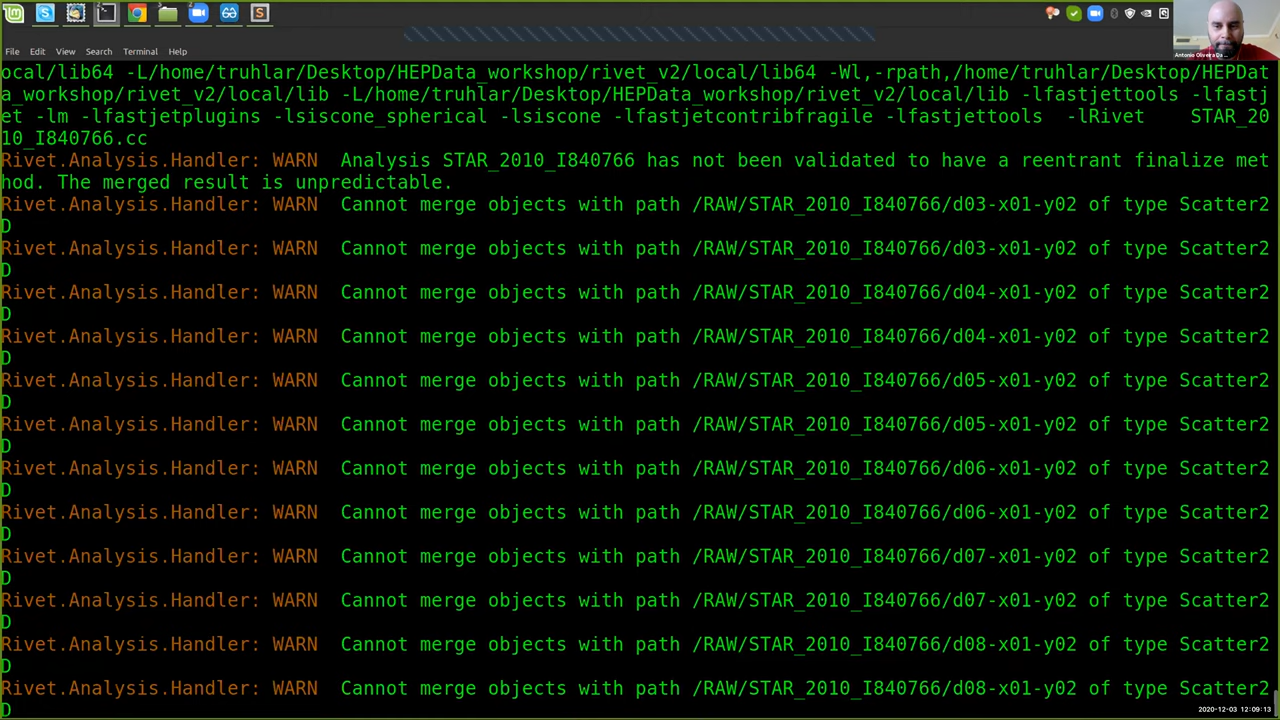 Antonio Oliveira Da...
File Edit View Search Terminal Help
ocal/lib64 -L/home/truhlar/Desktop/HEPData_workshop/rivet_v2/local/lib64 -Wl,-rpath,/home/truhlar/Desktop/HEPDat
a_workshop/rivet_v2/local/lib -L/home/truhlar/Desktop/HEPData_workshop/rivet_v2/local/lib -lfastjettools -lfastj
et -lm -lfastjetplugins -lsiscone_spherical -lsiscone -lfastjetcontribfragile -lfastjettools -lRivet STAR_20
10_I840766.cc
Rivet.Analysis.Handler: WARN Analysis STAR_2010_I840766 has not been validated to have a reentrant finalize met
hod. The merged result is unpredictable.
Rivet.Analysis.Handler: WARN Cannot merge objects with path /RAW/STAR_2010_I840766/d03-x01-y02 of type Scatter2
D
Rivet.Analysis.Handler: WARN Cannot merge objects with path /RAW/STAR_2010_I840766/d03-x01-y02 of type Scatter2
D
Rivet.Analysis.Handler: WARN Cannot merge objects with path /RAW/STAR_2010_I840766/d04-x01-y02 of type Scatter2
D
Rivet.Analysis.Handler: WARN Cannot merge objects with path /RAW/STAR_2010_I840766/d04-x01-y02 of type Scatter2
D
Rivet.Analysis.Handler: WARN Cannot merge objects with path /RAW/STAR_2010_I840766/d05-x01-y02 of type Scatter2
D
Rivet.Analysis.Handler: WARN Cannot merge objects with path /RAW/STAR_2010_I840766/d05-x01-y02 of type Scatter2
D
Rivet.Analysis.Handler: WARN Cannot merge objects with path /RAW/STAR_2010_I840766/d06-x01-y02 of type Scatter2
D
Rivet.Analysis.Handler: WARN Cannot merge objects with path /RAW/STAR_2010_I840766/d06-x01-y02 of type Scatter2
D
Rivet.Analysis.Handler: WARN Cannot merge objects with path /RAW/STAR_2010_I840766/d07-x01-y02 of type Scatter2
D
Rivet.Analysis.Handler: WARN Cannot merge objects with path /RAW/STAR_2010_I840766/d07-x01-y02 of type Scatter2
D
Rivet.Analysis.Handler: WARN Cannot merge objects with path /RAW/STAR_2010_I840766/d08-x01-y02 of type Scatter2
D
Rivet.Analysis.Handler: WARN Cannot merge objects with path /RAW/STAR_2010_I840766/d08-x01-y02 of type Scatter2
D
2020-12-03 12:09:13